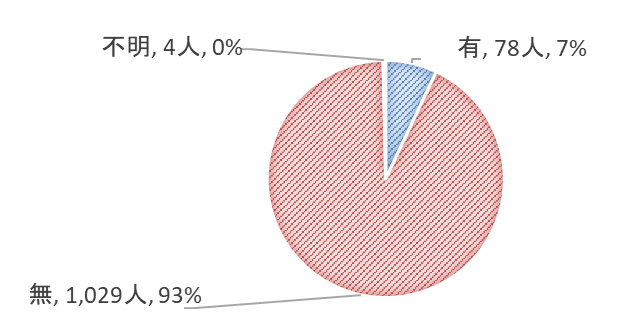 不明, 4人, 0%
有, 78人, 7%
無, 1,029人, 93%